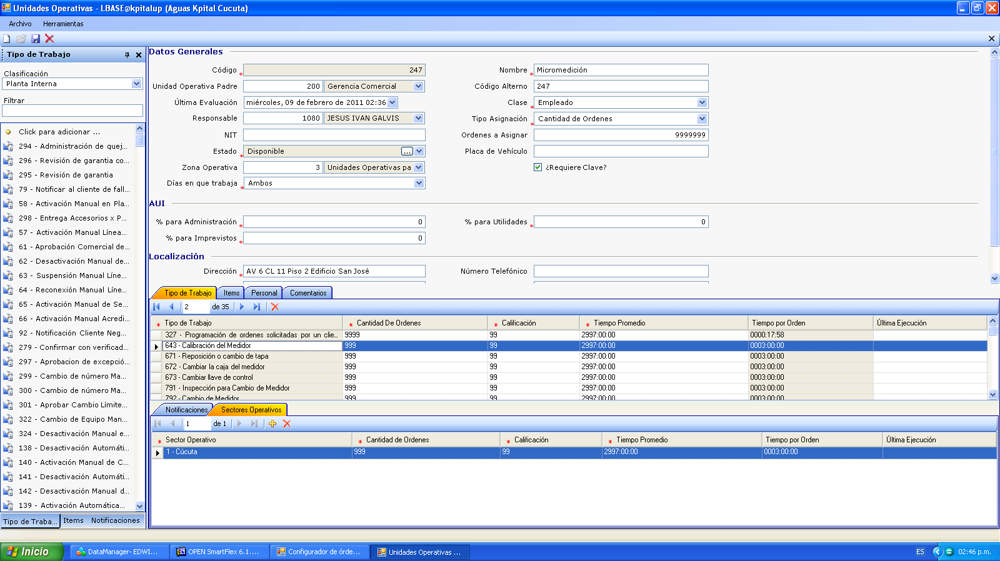 Unidades Operativas - LBASE@kpitalup (Aguas Kpital Cucuta)
Archivo Herramientas
Tipo de Trabajo
Clasificación
Planta Interna
Filtrar
Click para adicionar ...
294 - Administración de quej...
296 - Revisión de garantia co...
295 - Revisión de garantia
79 - Notificar al cliente de fall...
58 - Activación Manual en Pla...
298 - Entrega Accesorios x P...
57 - Activación Manual Línea...
61 - Aprobación Comercial de...
62 - Desactivación Manual de...
63 - Suspensión Manual Líne...
64 - Reconexión Manual Líne...
65 - Activación Manual de Se...
66 - Activación Manual Acredi...
92 - Notificación Cliente Neg...
279 - Confirmar con verificad...
297 - Aprobacion de excepció...
299 - Cambio de número Ma...
300 - Cambio de número Ma...
301 - Aprobar Cambio Límite...
322 - Cambio de Equipo Man...
324 - Desactivación Manual e...
138 - Desactivación Automáti...
140 - Activación Manual de C...
141 - Desactivación Automáti...
142 - Desactivación Manual d...
139 - Activación Automática...
Tipo de Traba... Items Notificaciones
Datos Generales
Código * 247 Nombre * Micromedición
Unidad Operativa Padre 200 Gerencia Comercial Código Alterno 247
Última Evaluación miércoles, 09 de febrero de 2011 02:36 Clase * Empleado
Responsable 1080 JESUS IVAN GALVIS Tipo Asignación * Cantidad de Ordenes
NIT Ordenes a Asignar 9999999
Estado * Disponible ... Placa de Vehículo
Zona Operativa 3 Unidades Operativas pa ¿Requiere Clave?
Días en que trabaja * Ambos
AUI
% para Administración * 0 % para Utilidades * 0
% para Imprevistos * 0
Localización
Dirección * AV 6 CL 11 Piso 2 Edificio San José Número Telefónico
Tipo de Trabajo Items Personal Comentarios
2 de 35
* Tipo de Trabajo * Cantidad De Ordenes * Calificación * Tiempo Promedio Tiempo por Orden Última Ejecución
327 - Programación de ordenes solicitadas por un clie... 9999 99 2997:00:00 0000:17:58
643 - Calibración del Medidor 999 99 2997:00:00 0003:00:00
671 - Reposición o cambio de tapa 999 99 2997:00:00 0003:00:00
672 - Cambiar la caja del medidor 999 99 2997:00:00 0003:00:00
673 - Cambiar llave de control 999 99 2997:00:00 0003:00:00
791 - Inspección para Cambio de Medidor 999 99 2997:00:00 0003:00:00
792 - Cambio de Medidor 999 99 2997:00:00 0003:00:00
Notificaciones Sectores Operativos
1 de 1
* Sector Operativo * Cantidad de Ordenes * Calificación * Tiempo Promedio Tiempo por Orden Última Ejecución
1 - Cúcuta 999 99 2997:00:00 0003:00:00
Inicio DataManager- EDWI... OPEN SmartFlex 6.1.... Configurador de órde... Unidades Operativas ... ES 02:46 p.m.